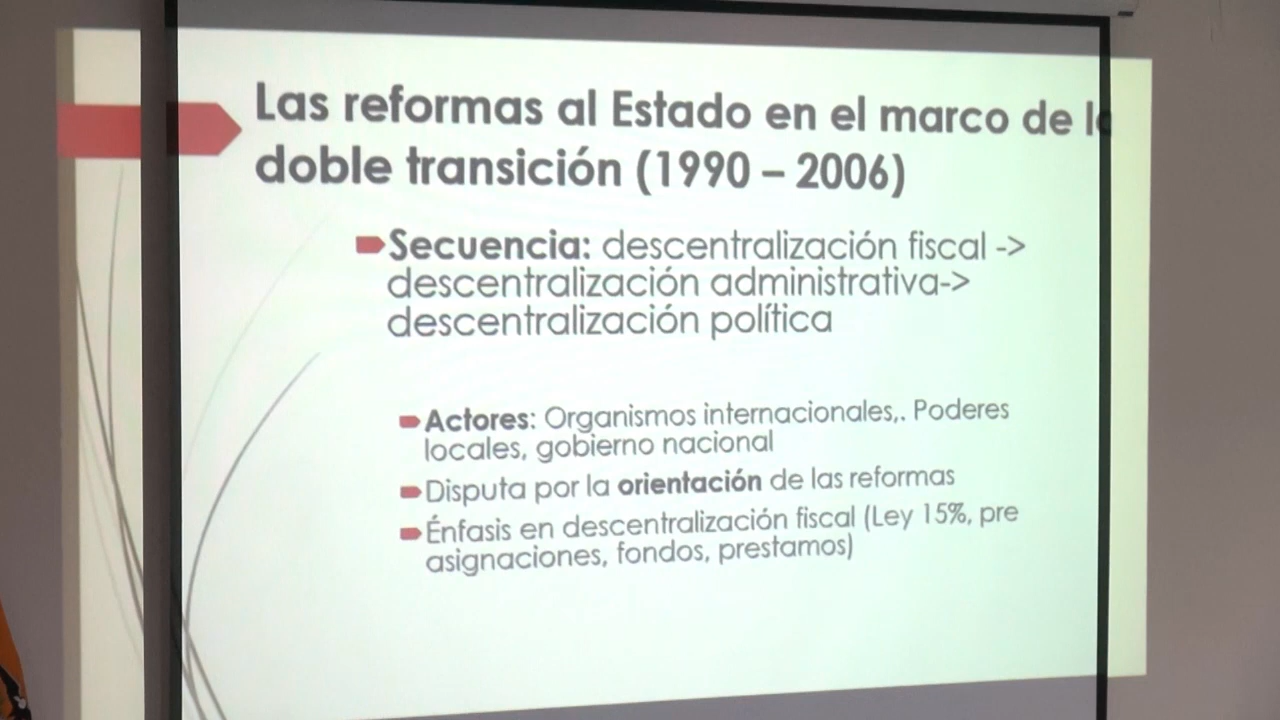 Las reformas al Estado en el marco de la
doble transición (1990 – 2006)
Secuencia: descentralización fiscal ->
descentralización administrativa->
descentralización política
Actores: Organismos internacionales,. Poderes
locales, gobierno nacional
Disputa por la orientación de las reformas
Énfasis en descentralización fiscal (Ley 15%, pre
asignaciones, fondos, prestamos)